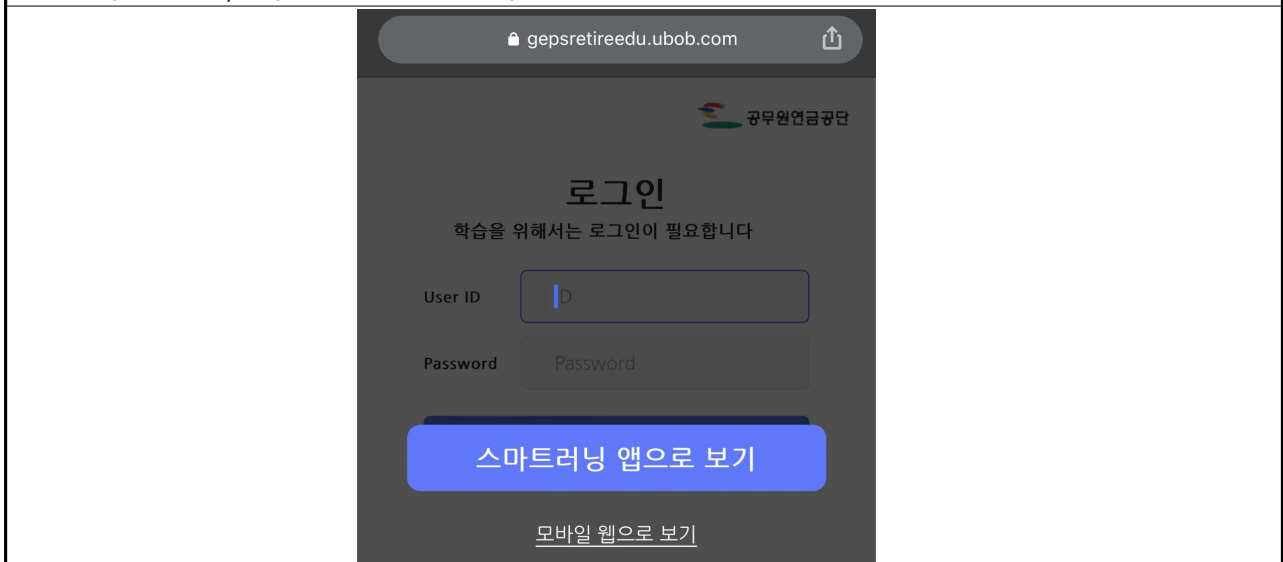 gepsretireedu.ubob.com
공무원연금공단
로그인
학습을 위해서는 로그인이 필요합니다
User ID
Password Password
스마트러닝 앱으로 보기
모바일 웹으로 보기